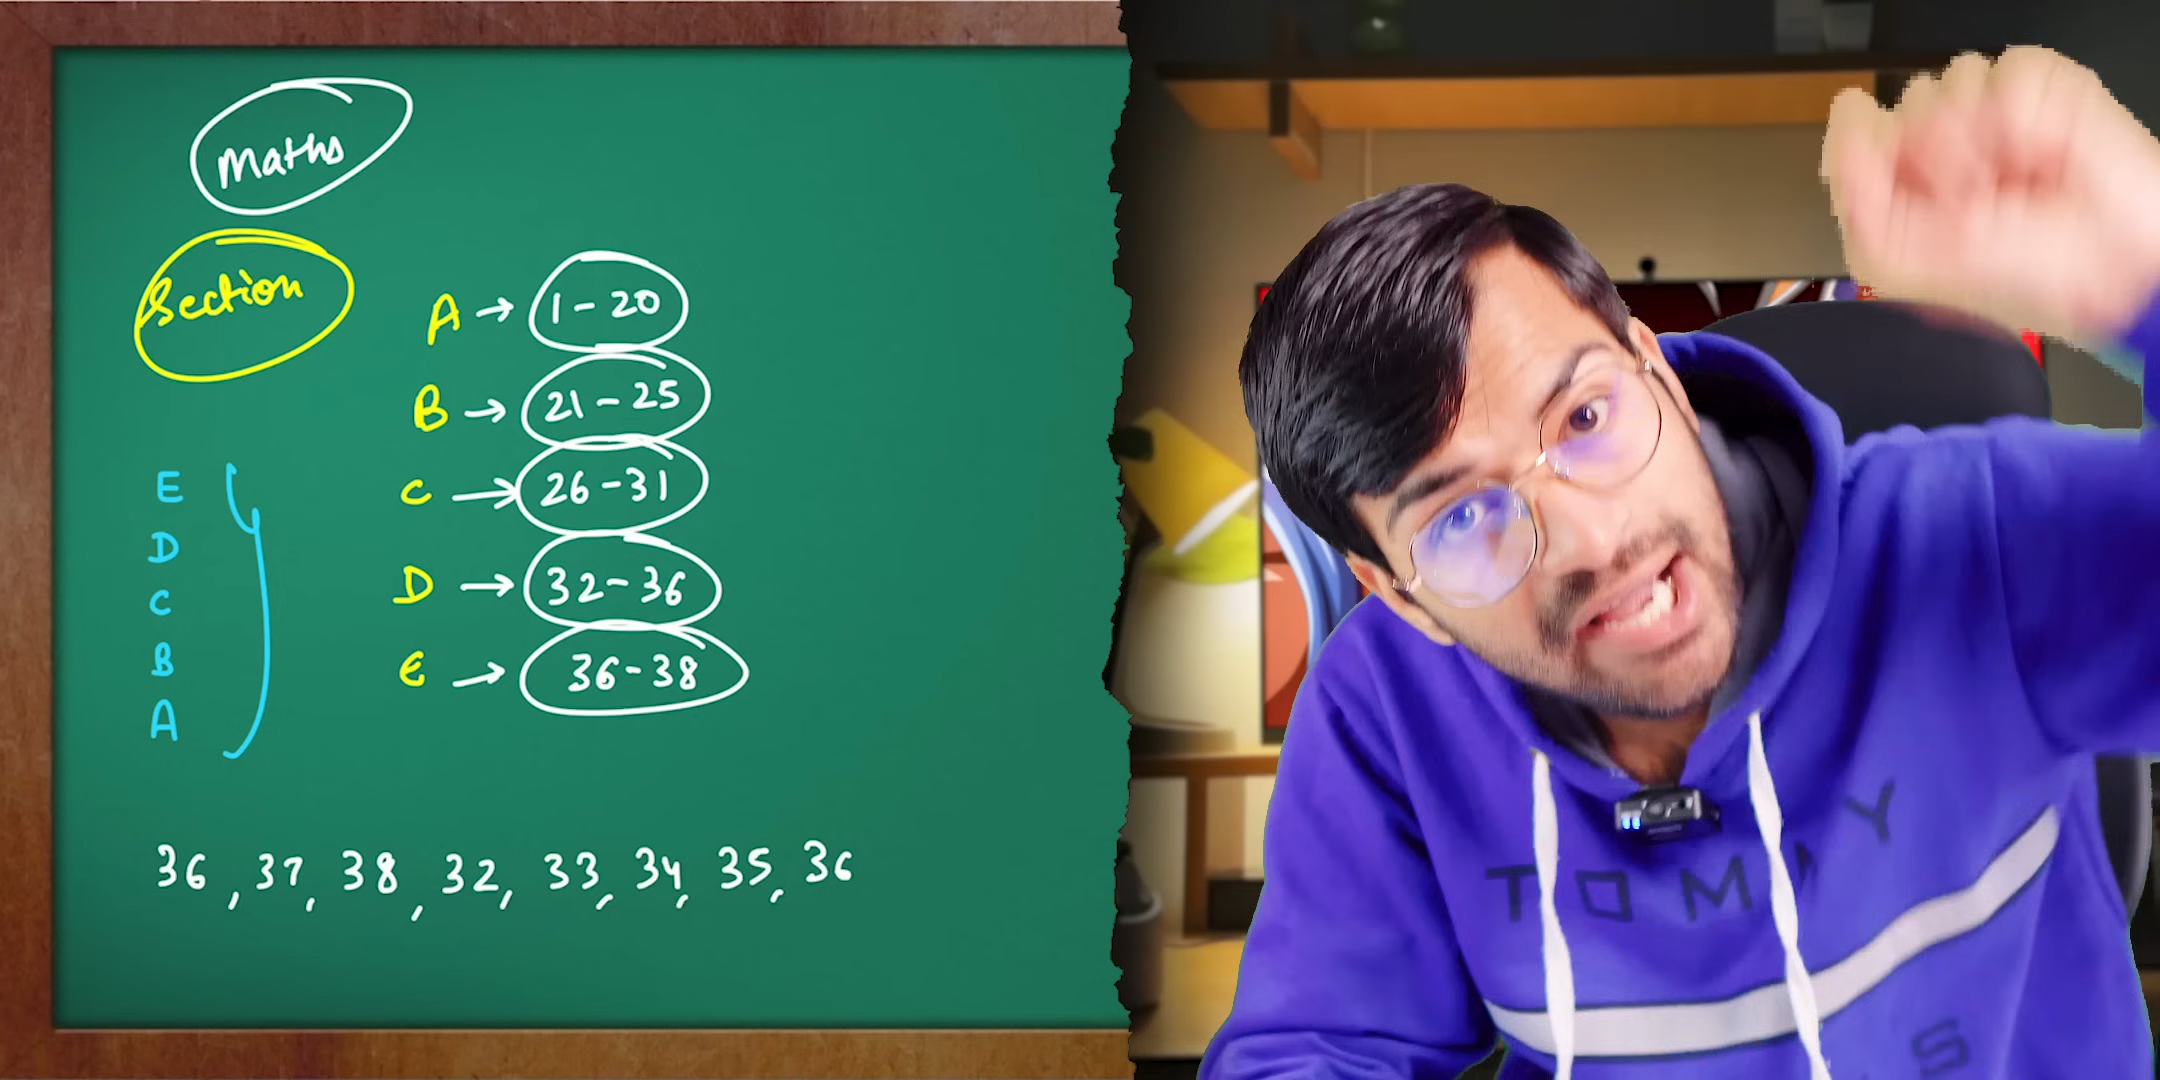 Maths
Section
A → 1 - 20
B → 21 - 25
C → 26 - 31
D → 32 - 36
E → 36 - 38
E
D
C
B
A
36, 37, 38, 32, 33, 34, 35, 36
TOMMY
S